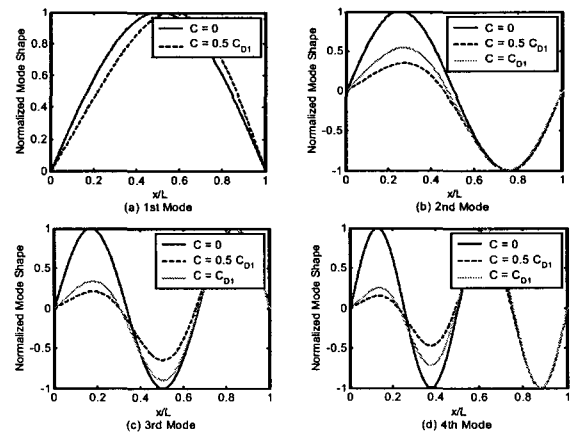 1
0.8
0.6
0.4
0.2
0
Normalized Mode Shape
C = 0
C = 0.5 C_D1
0 0.2 0.4 0.6 0.8 1
x/L
(a) 1st Mode
1
0.5
0
-0.5
-1
Normalized Mode Shape
C = 0
C = 0.5 C_D1
C = C_D1
0 0.2 0.4 0.6 0.8 1
x/L
(b) 2nd Mode
1
0.5
0
-0.5
-1
Normalized Mode Shape
C = 0
C = 0.5 C_D1
C = C_D1
0 0.2 0.4 0.6 0.8 1
x/L
(c) 3rd Mode
1
0.5
0
-0.5
-1
Normalized Mode Shape
C = 0
C = 0.5 C_D1
C = C_D1
0 0.2 0.4 0.6 0.8 1
x/L
(d) 4th Mode